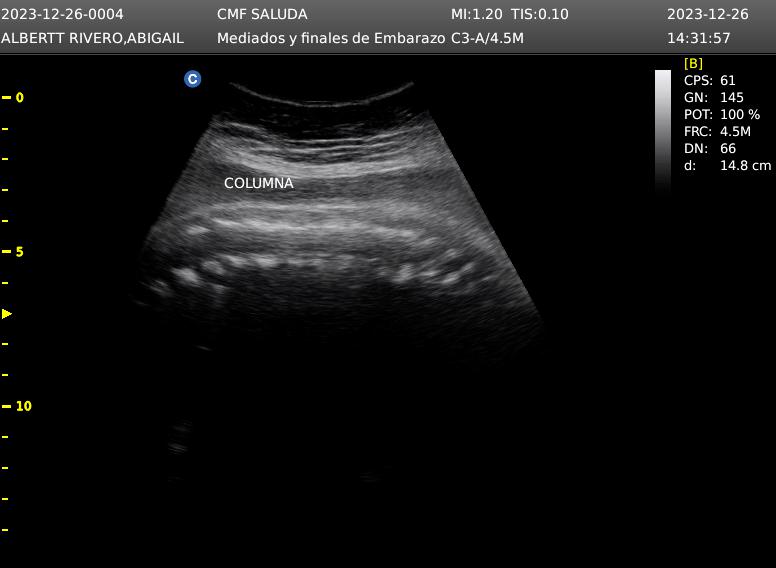 2023-12-26-0004 CMF SALUDA MI:1.20 TIS:0.10 2023-12-26
ALBERTT RIVERO,ABIGAIL Mediados y finales de Embarazo C3-A/4.5M 14:31:57
C
[B]
CPS: 61
GN: 145
POT: 100 %
FRC: 4.5M
DN: 66
d: 14.8 cm
0
COLUMNA
5
10